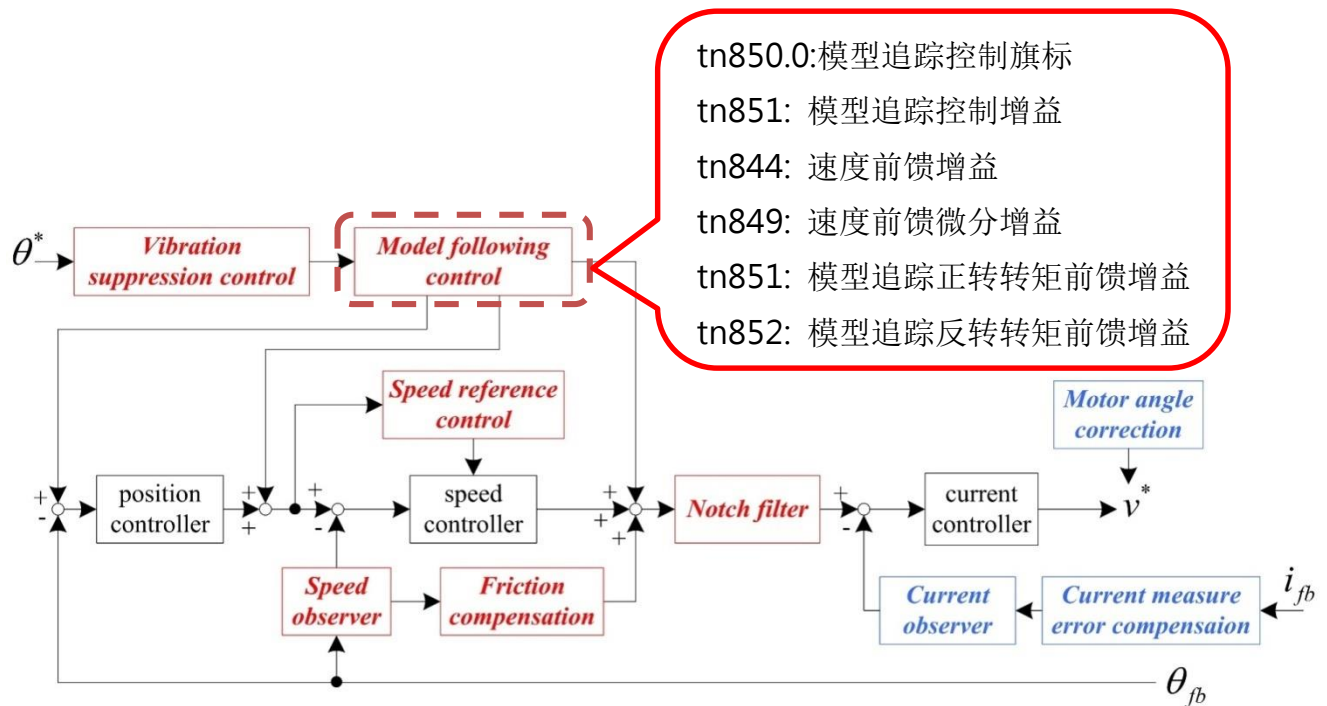 tn850.0:模型追踪控制旗标
tn851: 模型追踪控制增益
tn844: 速度前馈增益
tn849: 速度前馈微分增益
tn851: 模型追踪正转转矩前馈增益
tn852: 模型追踪反转转矩前馈增益
θ*
Vibration
suppression control
Model following
control
Speed reference
control
Motor angle
correction
+
-
position
controller
+
+
+
-
speed
controller
+
+
+
Notch filter
+
-
current
controller
v*
Speed
observer
Friction
compensation
Current
observer
Current measure
error compensaion
i_fb
θ_fb